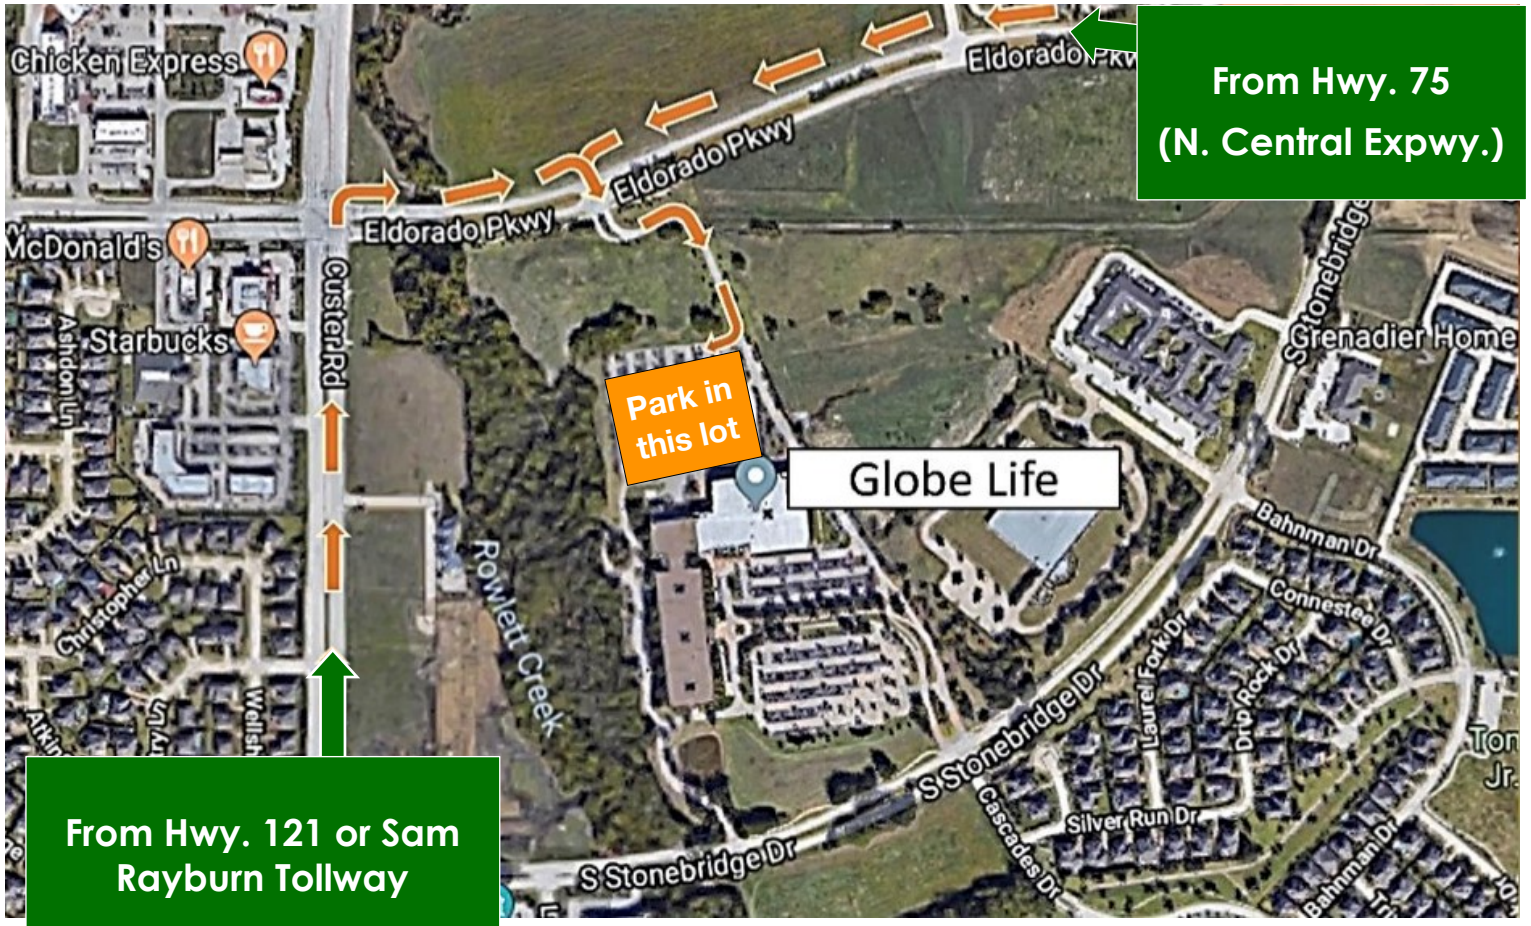 Chicken Express
Eldorado Pkwy
From Hwy. 75
(N. Central Expwy.)
Eldorado Pkwy
Eldorado Pkwy
McDonald's
Custer Rd
S Stonebridge
Starbucks
Ashdon Ln
Grenadier Home
Park in
this lot
Globe Life
Bahnman Dr
Rowlett Creek
Christopher Ln
Connestee Dr
Laurel Fork Dr
Drip Rock Dr
S Stonebridge Dr
Jr.
Cascades Dr
Silver Run Dr
From Hwy. 121 or Sam
Rayburn Tollway
S Stonebridge Dr
Bahnman Dr